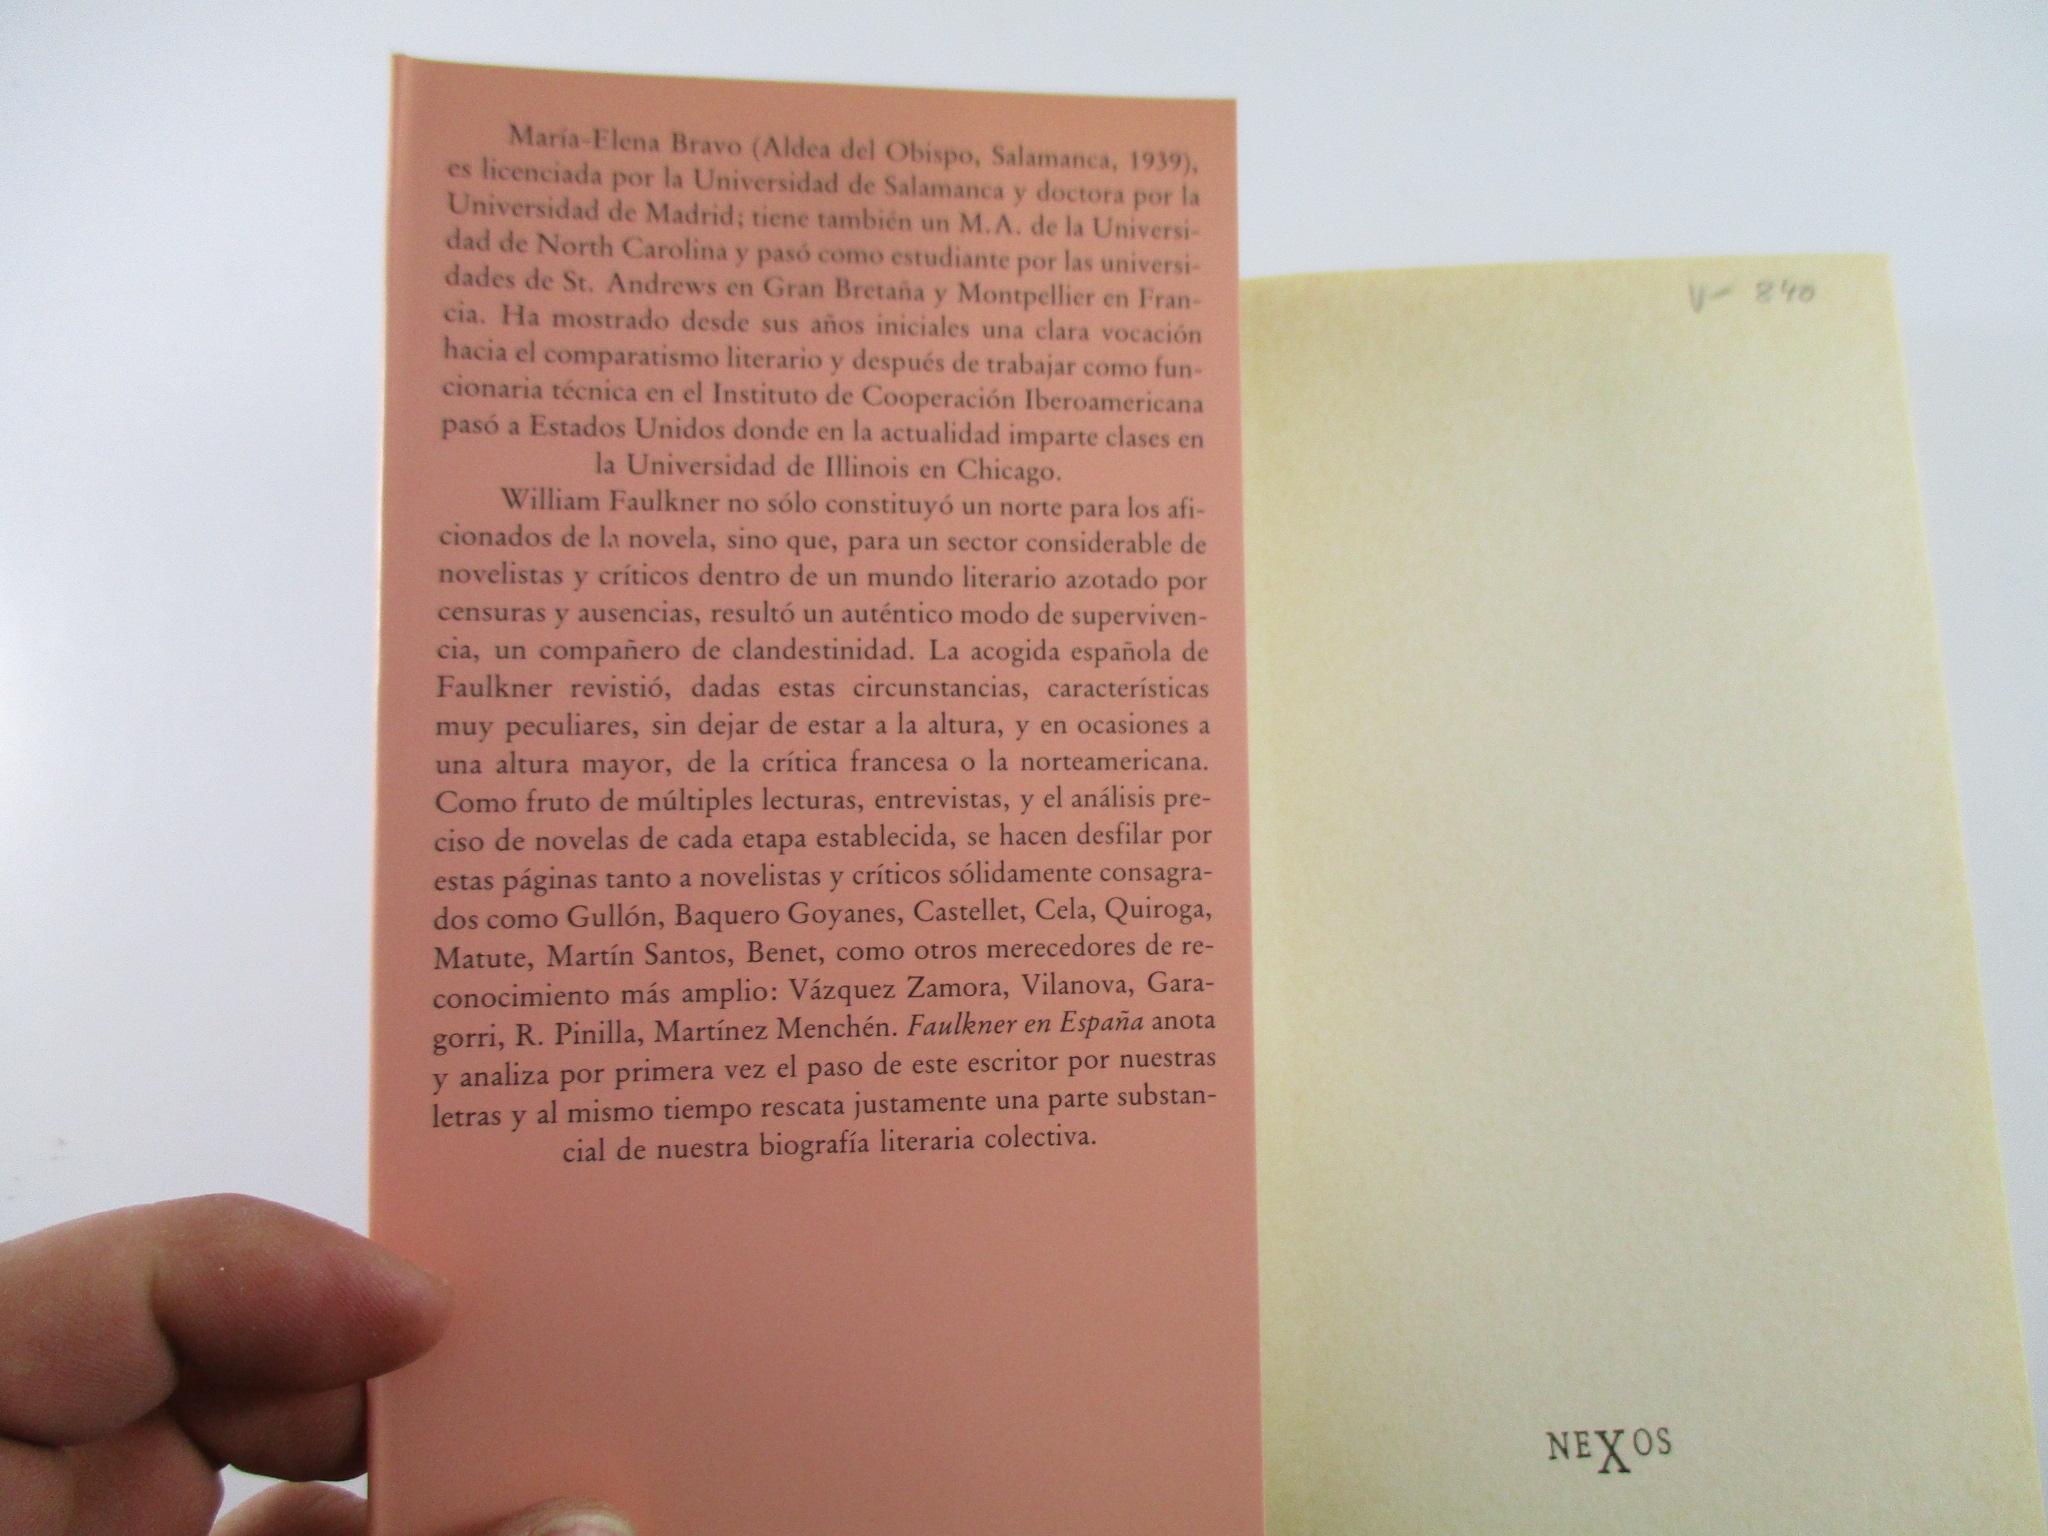 María-Elena Bravo (Aldea del Obispo, Salamanca, 1939),
es licenciada por la Universidad de Salamanca y doctora por la
Universidad de Madrid; tiene también un M.A. de la Universi-
dad de North Carolina y pasó como estudiante por las universi-
dades de St. Andrews en Gran Bretaña y Montpellier en Fran-
cia. Ha mostrado desde sus años iniciales una clara vocación
hacia el comparatismo literario y después de trabajar como fun-
cionaria técnica en el Instituto de Cooperación Iberoamericana
pasó a Estados Unidos donde en la actualidad imparte clases en
la Universidad de Illinois en Chicago.
William Faulkner no sólo constituyó un norte para los afi-
cionados de la novela, sino que, para un sector considerable de
novelistas y críticos dentro de un mundo literario azotado por
censuras y ausencias, resultó un auténtico modo de superviven-
cia, un compañero de clandestinidad. La acogida española de
Faulkner revistió, dadas estas circunstancias, características
muy peculiares, sin dejar de estar a la altura, y en ocasiones a
una altura mayor, de la crítica francesa o la norteamericana.
Como fruto de múltiples lecturas, entrevistas, y el análisis pre-
ciso de novelas de cada etapa establecida, se hacen desfilar por
estas páginas tanto a novelistas y críticos sólidamente consagra-
dos como Gullón, Baquero Goyanes, Castellet, Cela, Quiroga,
Matute, Martín Santos, Benet, como otros merecedores de re-
conocimiento más amplio: Vázquez Zamora, Vilanova, Gara-
gorri, R. Pinilla, Martínez Menchén. Faulkner en España anota
y analiza por primera vez el paso de este escritor por nuestras
letras y al mismo tiempo rescata justamente una parte substan-
cial de nuestra biografía literaria colectiva.
V- 840
NEXOS